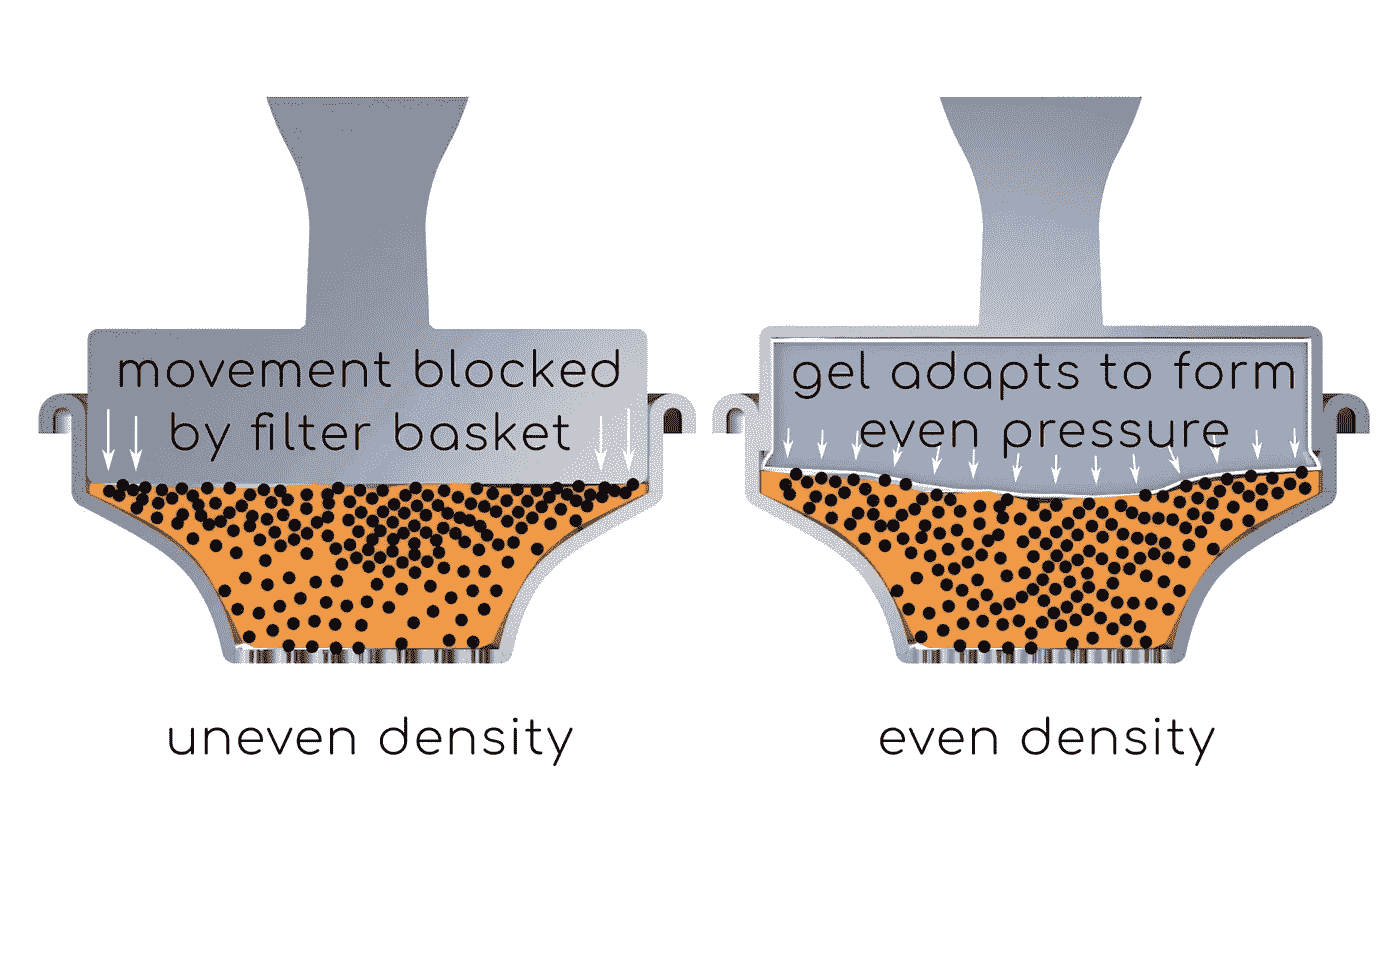 movement blocked
by filter basket
gel adapts to form
even pressure
uneven density
even density